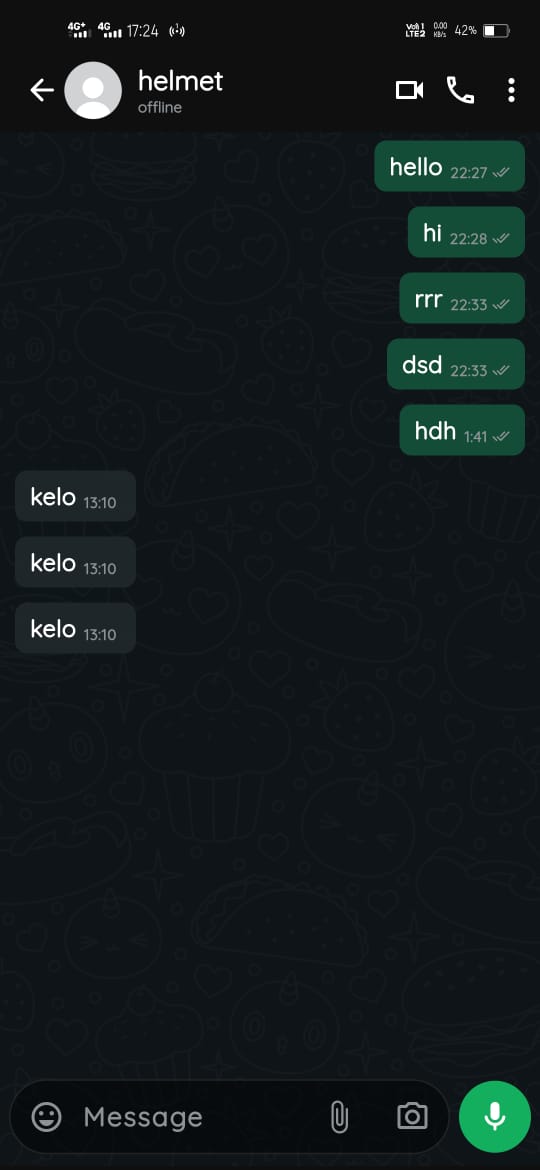 4G+ 4G 17:24 VoI) 1 LTE2 0.00 KB/s 42%
helmet
offline
hello 22:27
hi 22:28
rrr 22:33
dsd 22:33
hdh 1:41
kelo 13:10
kelo 13:10
kelo 13:10
Message